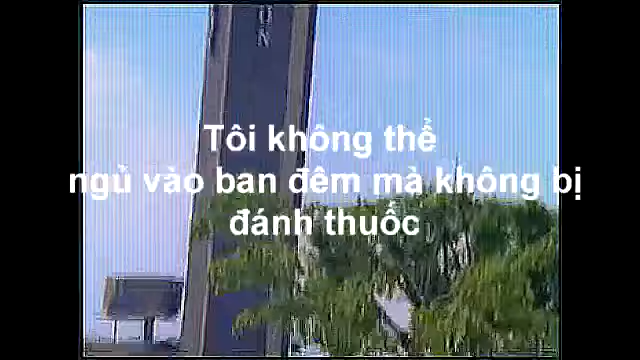 Tôi không thể
ngủ vào ban đêm mà không bị
đánh thuốc